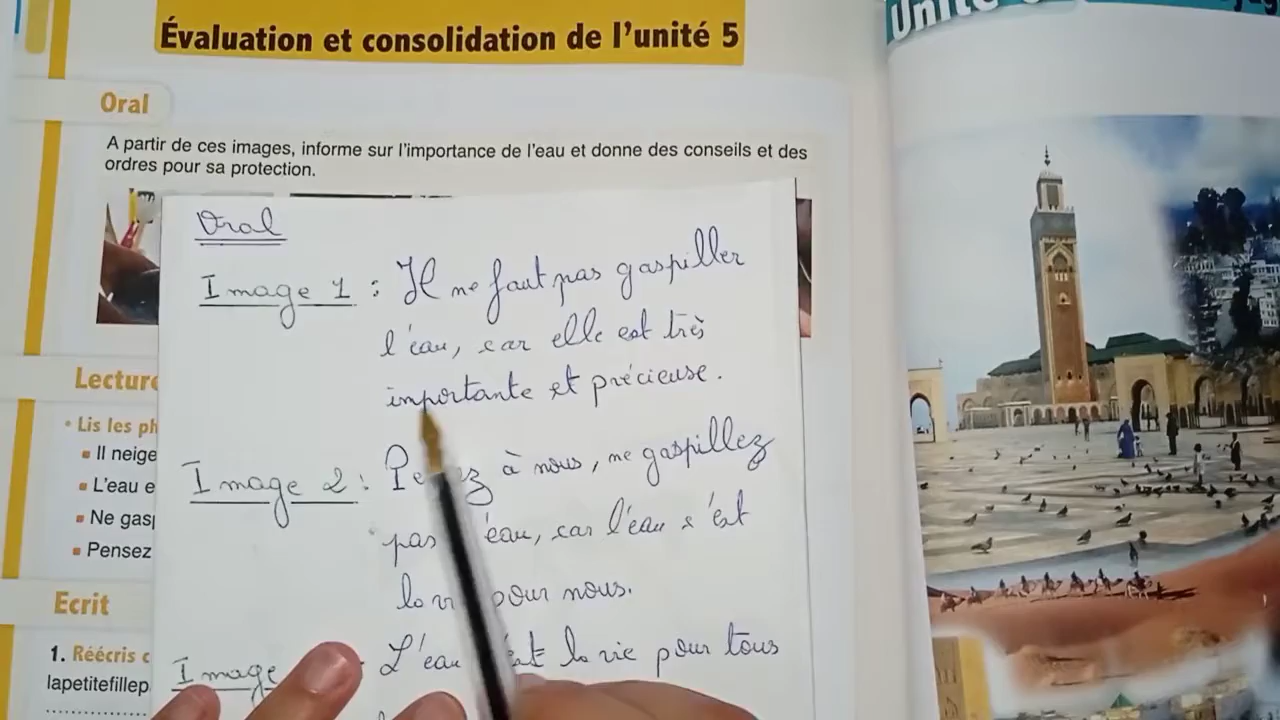 Évaluation et consolidation de l'unité 5
Unité
Oral
A partir de ces images, informe sur l'importance de l'eau et donne des conseils et des
ordres pour sa protection.
Oral
Image 1 : Il ne faut pas gaspiller
l'eau, car elle est très
importante et précieuse.
Image 2 : à nous, ne gaspillez
pas car l'eau c'est
la pour nous.
Image L'eau la vie pour tous
Lecture
Lis les
Il neige
L'eau
Ne
Pensez
Ecrit
1. Réécris
lapetitefillep